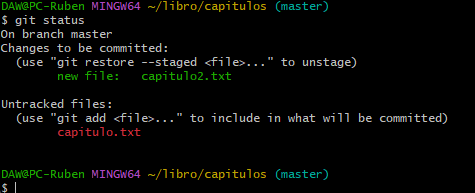 DAW@PC-Ruben MINGW64 ~/libro/capitulos (master)
$ git status
On branch master
Changes to be committed:
  (use "git restore --staged <file>..." to unstage)
        new file:   capitulo2.txt

Untracked files:
  (use "git add <file>..." to include in what will be committed)
        capitulo.txt


DAW@PC-Ruben MINGW64 ~/libro/capitulos (master)
$